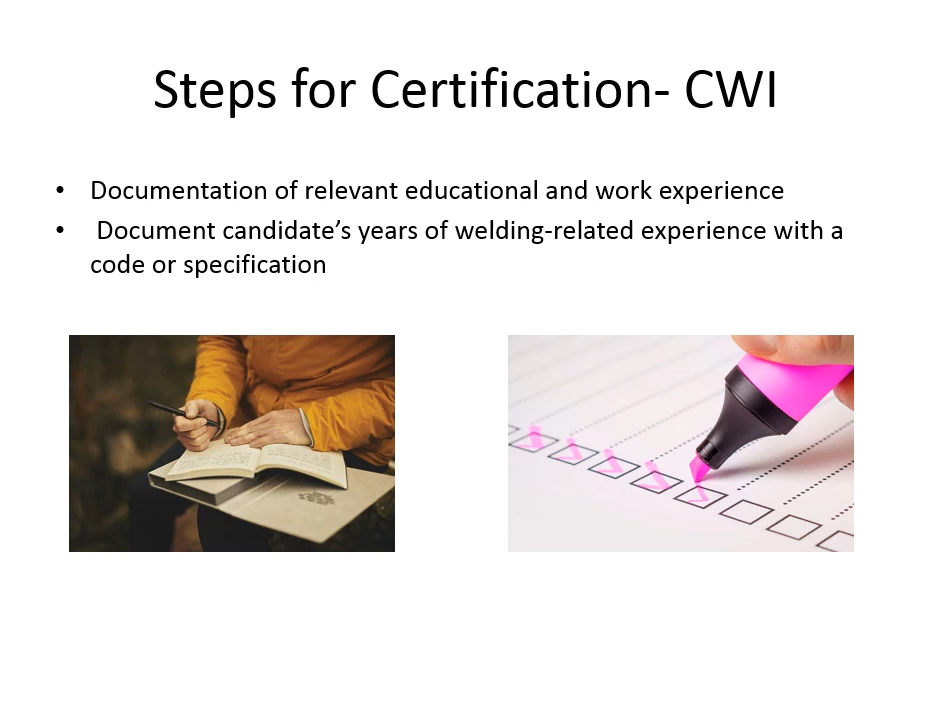 Steps for Certification- CWI
• Documentation of relevant educational and work experience
• Document candidate’s years of welding-related experience with a
code or specification